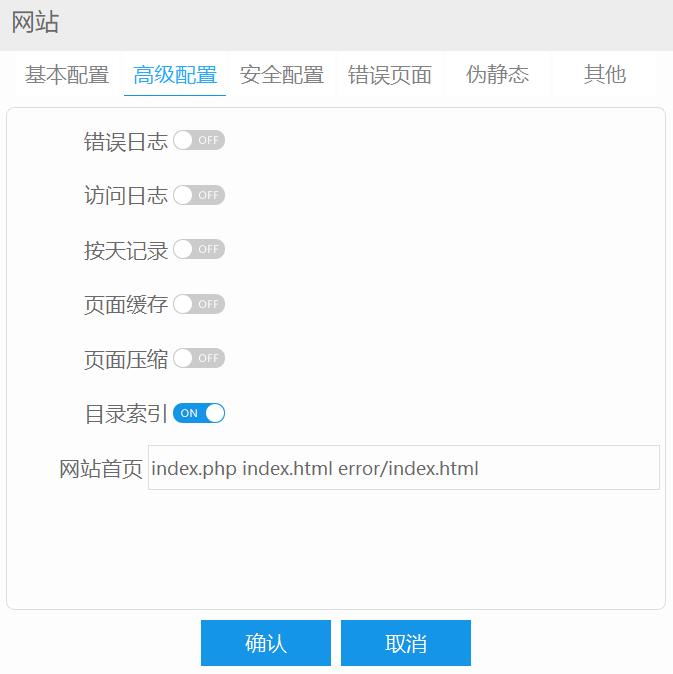 网站
基本配置 高级配置 安全配置 错误页面 伪静态 其他
错误日志 OFF
访问日志 OFF
按天记录 OFF
页面缓存 OFF
页面压缩 OFF
目录索引 ON
网站首页 index.php index.html error/index.html
确认 取消